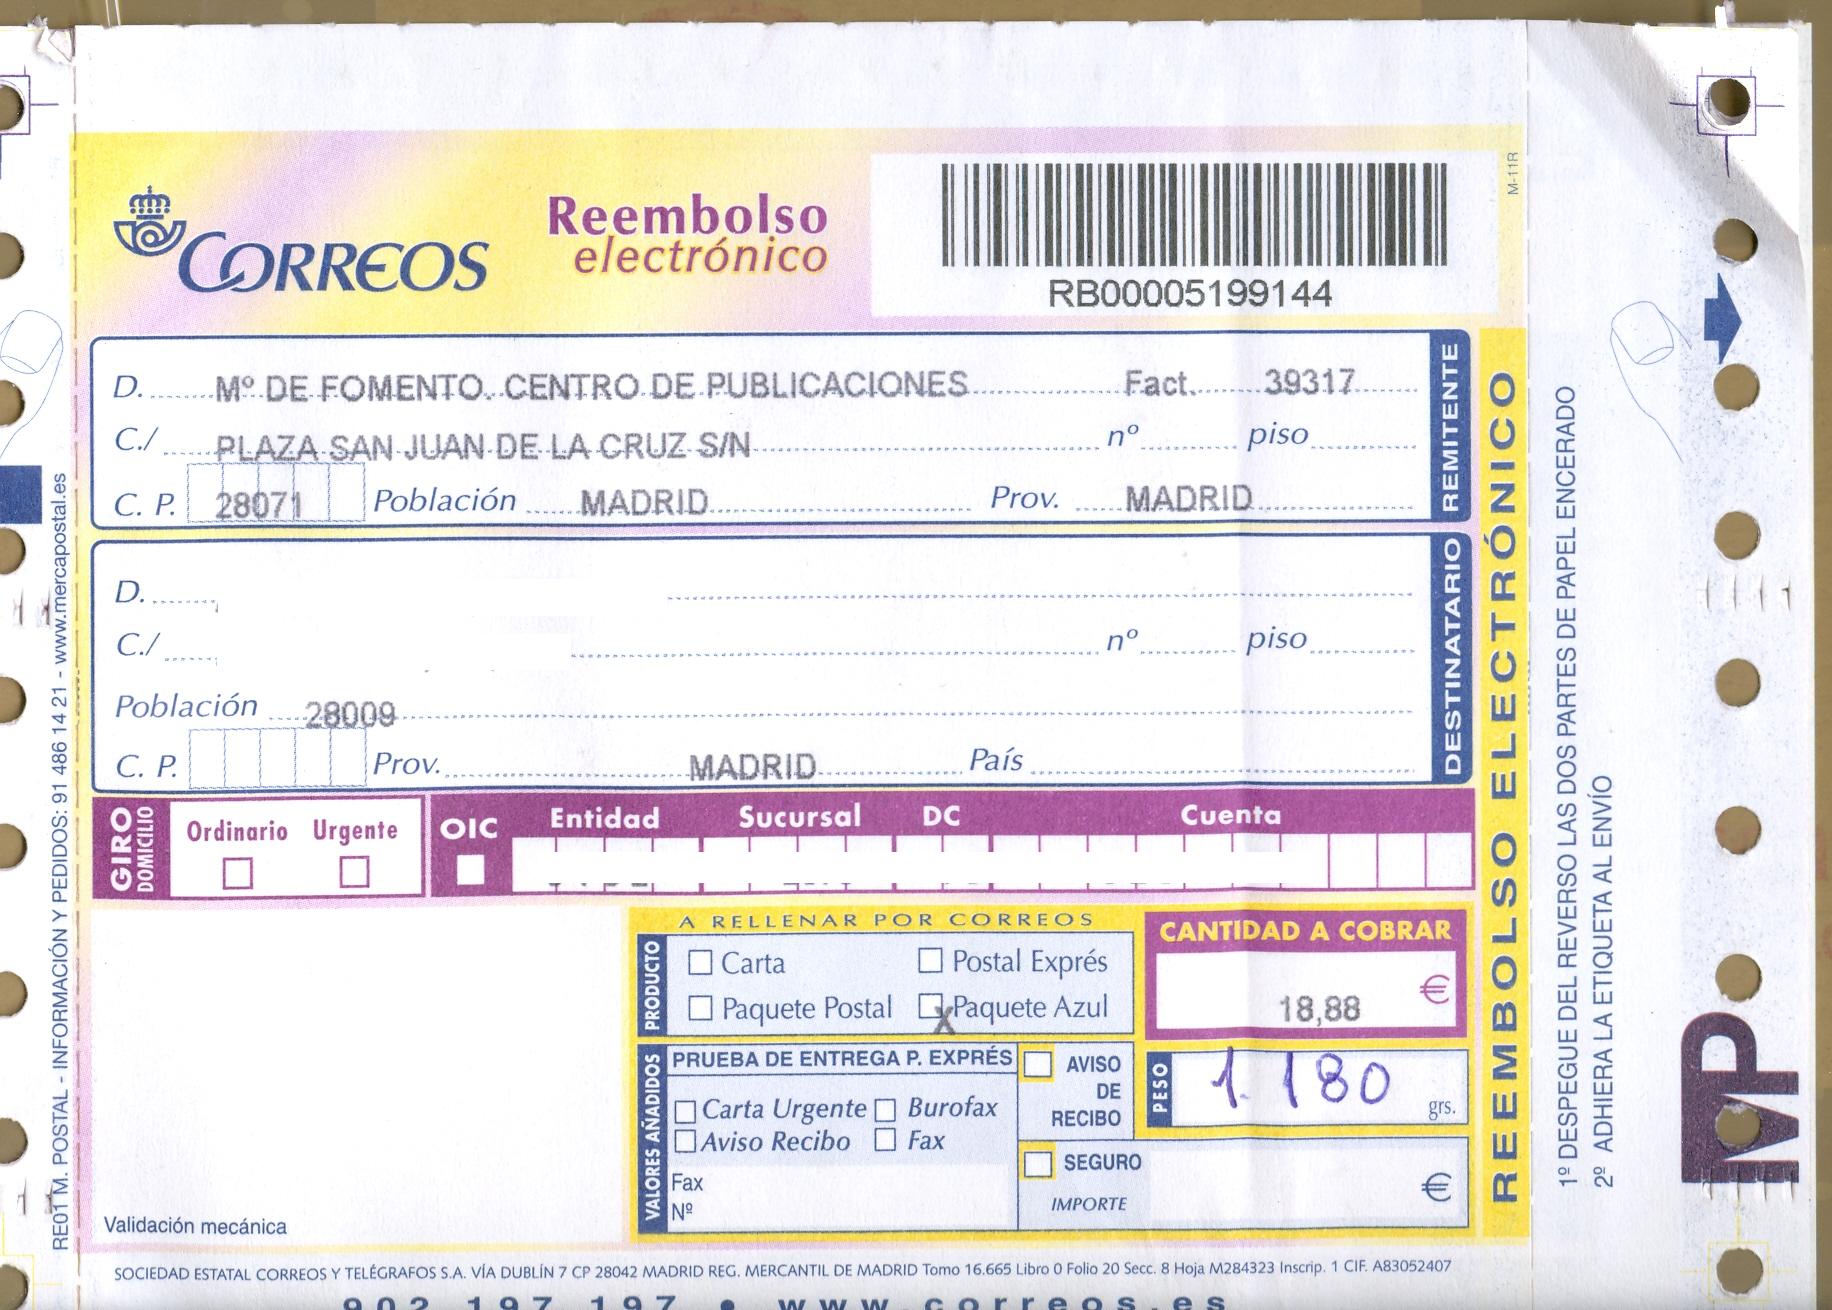 CORREOS
Reembolso
electrónico
RB00005199144
M-11R
D. Mº DE FOMENTO. CENTRO DE PUBLICACIONES Fact. 39317
C./ PLAZA SAN JUAN DE LA CRUZ S/N nº piso
C. P. 28071 Población MADRID Prov. MADRID
REMITENTE
D.
C./ nº piso
Población 28009
C. P. Prov. MADRID País
DESTINATARIO
GIRO
DOMICILIO
Ordinario Urgente
OIC Entidad Sucursal DC Cuenta
A RELLENAR POR CORREOS
PRODUCTO
Carta Postal Exprés
Paquete Postal X Paquete Azul
CANTIDAD A COBRAR
18,88 €
VALORES AÑADIDOS
PRUEBA DE ENTREGA P. EXPRÉS
Carta Urgente Burofax
Aviso Recibo Fax
Fax
Nº
AVISO
DE
RECIBO
PESO
1.180 grs.
SEGURO
IMPORTE €
Validación mecánica
REEMBOLSO ELECTRÓNICO
1º DESPEGUE DEL REVERSO LAS DOS PARTES DE PAPEL ENCERADO
2º ADHIERA LA ETIQUETA AL ENVÍO
MP
RE01 M. POSTAL - INFORMACIÓN Y PEDIDOS: 91 486 14 21 - www.mercapostal.es
SOCIEDAD ESTATAL CORREOS Y TELÉGRAFOS S.A. VÍA DUBLÍN 7 CP 28042 MADRID REG. MERCANTIL DE MADRID Tomo 16.665 Libro 0 Folio 20 Secc. 8 Hoja M284323 Inscrip. 1 CIF. A83052407
902 197 197 • www.correos.es